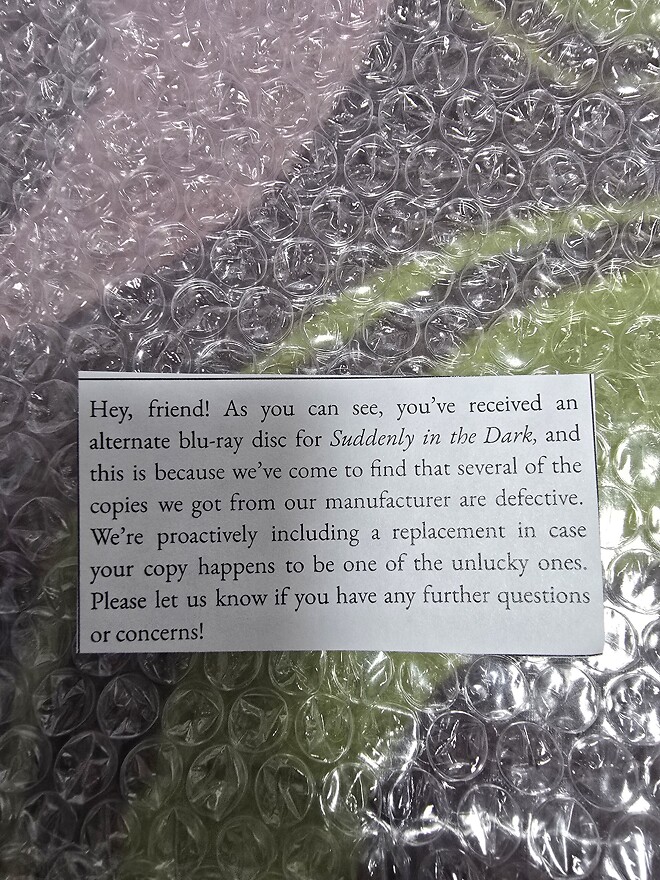 Hey, friend! As you can see, you've received an
alternate blu-ray disc for Suddenly in the Dark, and
this is because we've come to find that several of the
copies we got from our manufacturer are defective.
We're proactively including a replacement in case
your copy happens to be one of the unlucky ones.
Please let us know if you have any further questions
or concerns!